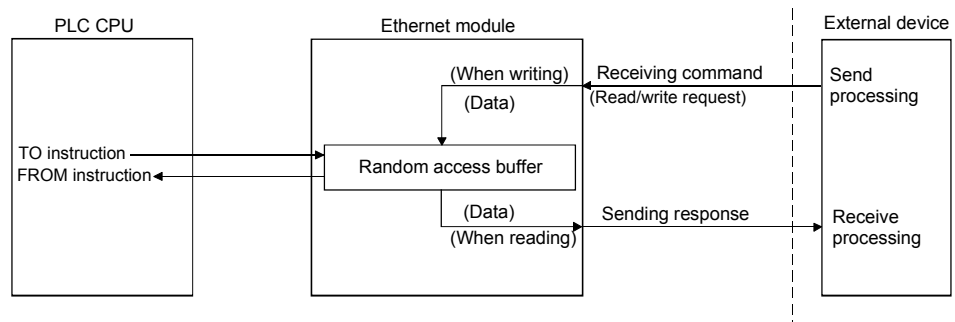 PLC CPU
Ethernet module
External device
(When writing)
Receiving command
(Read/write request)
(Data)
Send
processing
TO instruction
FROM instruction
Random access buffer
(Data)
(When reading)
Sending response
Receive
processing